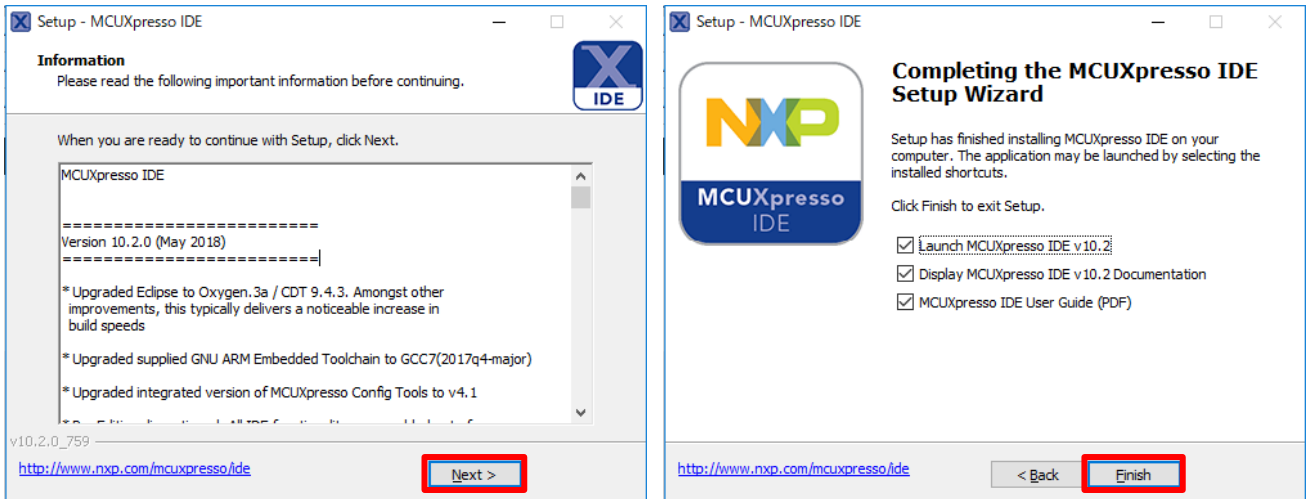 Setup - MCUXpresso IDE
Information
Please read the following important information before continuing.
IDE
When you are ready to continue with Setup, click Next.
MCUXpresso IDE
==========================
Version 10.2.0 (May 2018)
==========================
* Upgraded Eclipse to Oxygen.3a / CDT 9.4.3. Amongst other
improvements, this typically delivers a noticeable increase in
build speeds
* Upgraded supplied GNU ARM Embedded Toolchain to GCC7(2017q4-major)
* Upgraded integrated version of MCUXpresso Config Tools to v4.1
v10.2.0_759
http://www.nxp.com/mcuxpresso/ide
Next >
Setup - MCUXpresso IDE
NXP
MCUXpresso
IDE
Completing the MCUXpresso IDE
Setup Wizard
Setup has finished installing MCUXpresso IDE on your
computer. The application may be launched by selecting the
installed shortcuts.
Click Finish to exit Setup.
Launch MCUXpresso IDE v10.2
Display MCUXpresso IDE v10.2 Documentation
MCUXpresso IDE User Guide (PDF)
http://www.nxp.com/mcuxpresso/ide
< Back
Finish